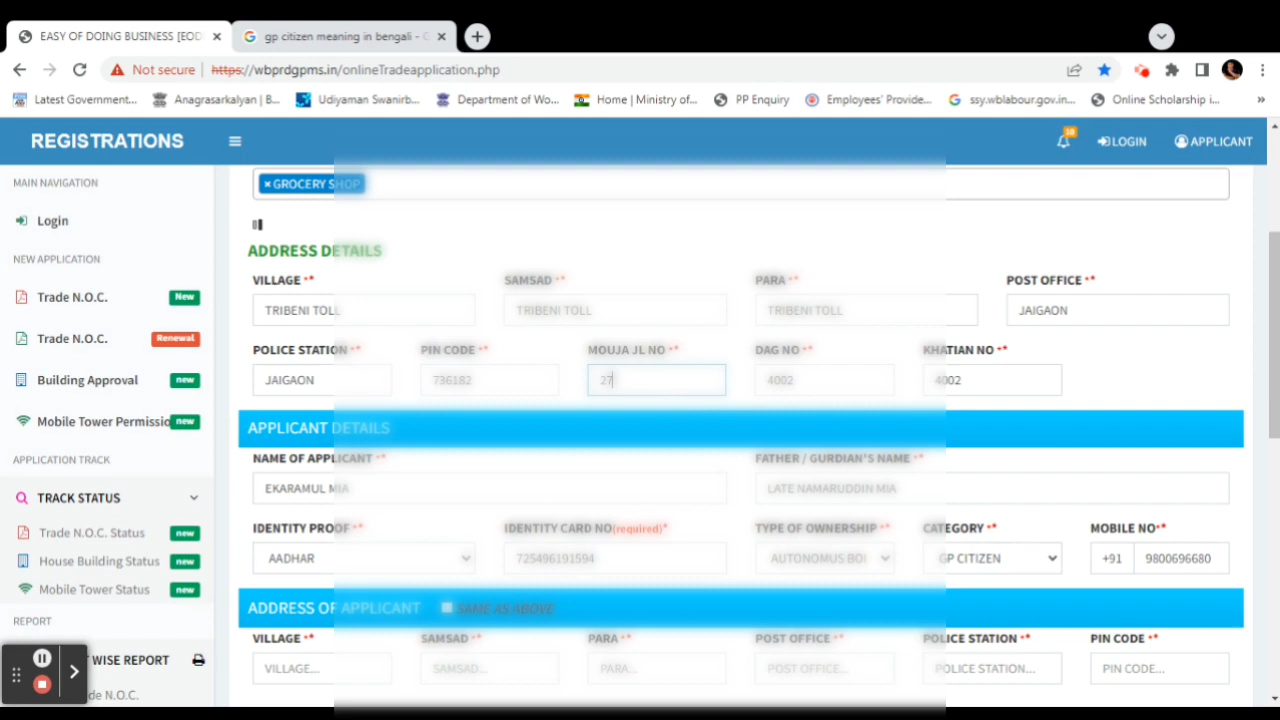 EASY OF DOING BUSINESS [EOD
gp citizen meaning in bengali - G
Not secure
https://wbprdgpms.in/onlineTradeapplication.php
Latest Government...
Anagrasarkalyan | B...
Udiyaman Swanirb...
Department of Wo...
Home | Ministry of...
PP Enquiry
Employees' Provide...
ssy.wblabour.gov.in...
Online Scholarship i...
»
REGISTRATIONS
10
LOGIN
APPLICANT
MAIN NAVIGATION
Login
NEW APPLICATION
Trade N.O.C. New
Trade N.O.C. Renewal
Building Approval new
Mobile Tower Permissio new
APPLICATION TRACK
TRACK STATUS
Trade N.O.C. Status new
House Building Status new
Mobile Tower Status new
REPORT
T WISE REPORT
de N.O.C.
× GROCERY SHOP
ADDRESS DETAILS
VILLAGE ** SAMSAD ** PARA ** POST OFFICE **
TRIBENI TOLL TRIBENI TOLL TRIBENI TOLL JAIGAON
POLICE STATION ** PIN CODE ** MOUJA JL NO ** DAG NO ** KHATIAN NO **
JAIGAON 736182 27 4002 4002
APPLICANT DETAILS
NAME OF APPLICANT ** FATHER / GURDIAN'S NAME **
EKARAMUL MIA LATE NAMARUDDIN MIA
IDENTITY PROOF ** IDENTITY CARD NO(required)* TYPE OF OWNERSHIP ** CATEGORY ** MOBILE NO**
AADHAR 725496191594 AUTONOMUS BOI GP CITIZEN +91 9800696680
ADDRESS OF APPLICANT SAME AS ABOVE
VILLAGE ** SAMSAD ** PARA ** POST OFFICE ** POLICE STATION ** PIN CODE **
VILLAGE... SAMSAD... PARA... POST OFFICE... POLICE STATION... PIN CODE...